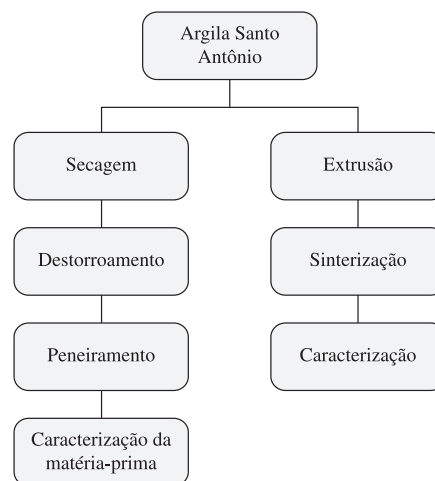 Argila Santo
Antônio
Secagem
Extrusão
Destorroamento
Sinterização
Peneiramento
Caracterização
Caracterização da
matéria-prima